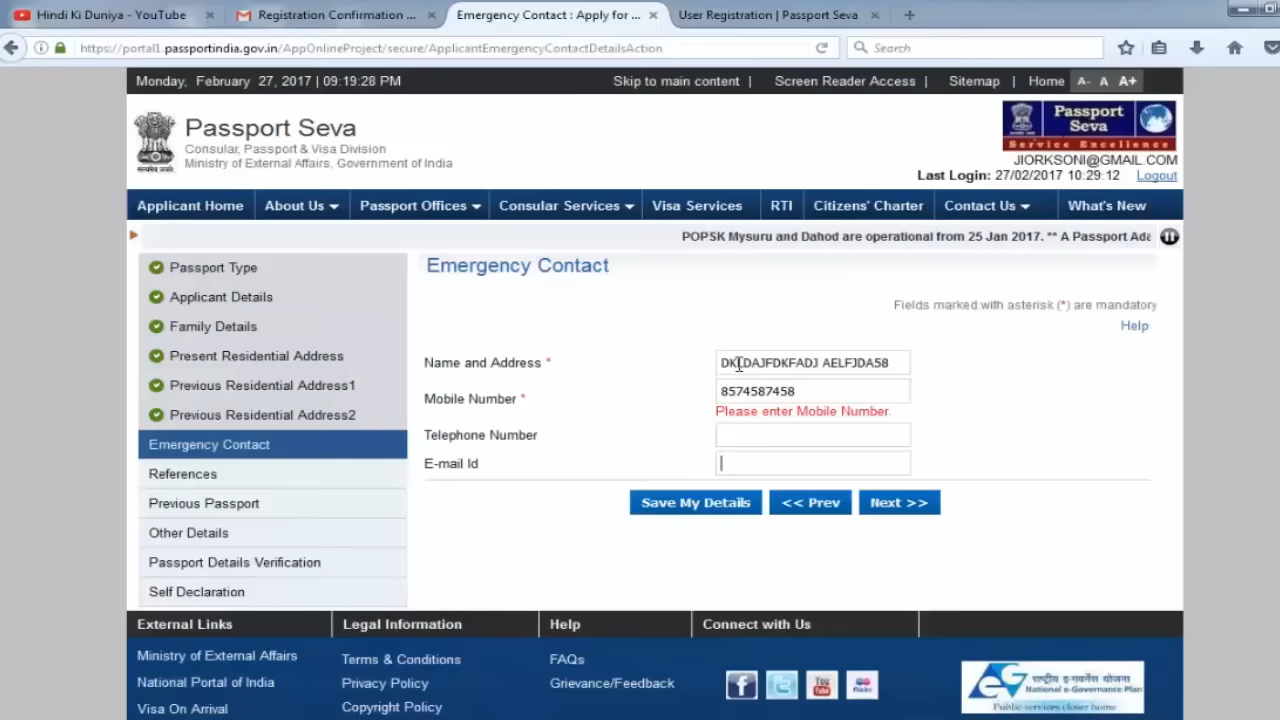 Hindi Ki Duniya - YouTube
Registration Confirmation ...
Emergency Contact : Apply for ...
User Registration | Passport Seva
https://portal1.passportindia.gov.in/AppOnlineProject/secure/ApplicantEmergencyContactDetailsAction
Search
Monday, February 27, 2017 | 09:19:28 PM
Skip to main content | Screen Reader Access | Sitemap | Home A- A A+
Passport Seva
Consular, Passport & Visa Division
Ministry of External Affairs, Government of India
Passport
Seva
Service Excellence
JIORKSONI@GMAIL.COM
Last Login: 27/02/2017 10:29:12 Logout
Applicant Home About Us Passport Offices Consular Services Visa Services RTI Citizens' Charter Contact Us What's New
POPSK Mysuru and Dahod are operational from 25 Jan 2017. ** A Passport Ada
Passport Type
Applicant Details
Family Details
Present Residential Address
Previous Residential Address1
Previous Residential Address2
Emergency Contact
References
Previous Passport
Other Details
Passport Details Verification
Self Declaration
Emergency Contact
Fields marked with asterisk (*) are mandatory
Help
Name and Address *
Mobile Number * 8574587458
Please enter Mobile Number.
Telephone Number
E-mail Id
Save My Details << Prev Next >>
External Links
Ministry of External Affairs
National Portal of India
Visa On Arrival
Legal Information
Terms & Conditions
Privacy Policy
Copyright Policy
Help
FAQs
Grievance/Feedback
Connect with Us
You
Tube
flickr
राष्ट्रीय इ-गवर्नेन्स योजना
National e-Governance Plan
Public services closer home